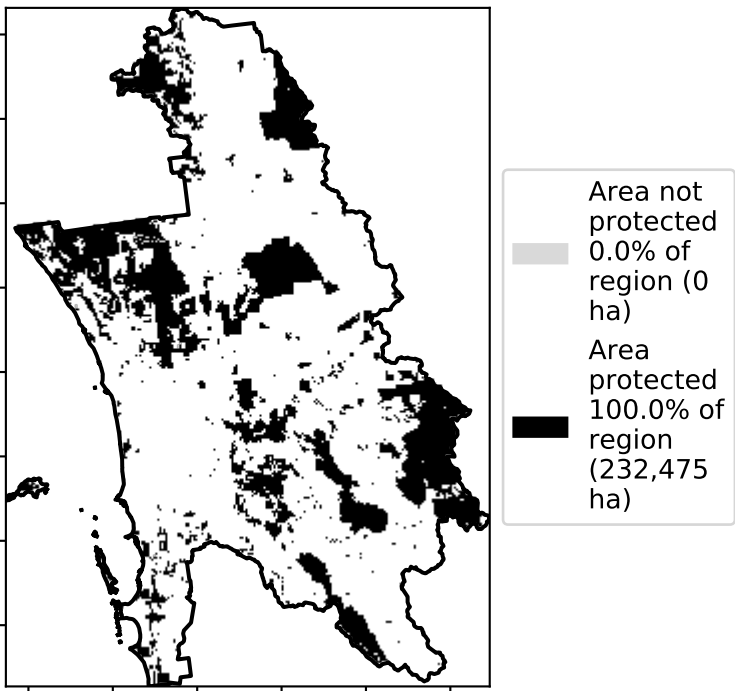 Area not
protected
0.0% of
region (0
ha)
Area
protected
100.0% of
region
(232,475
ha)